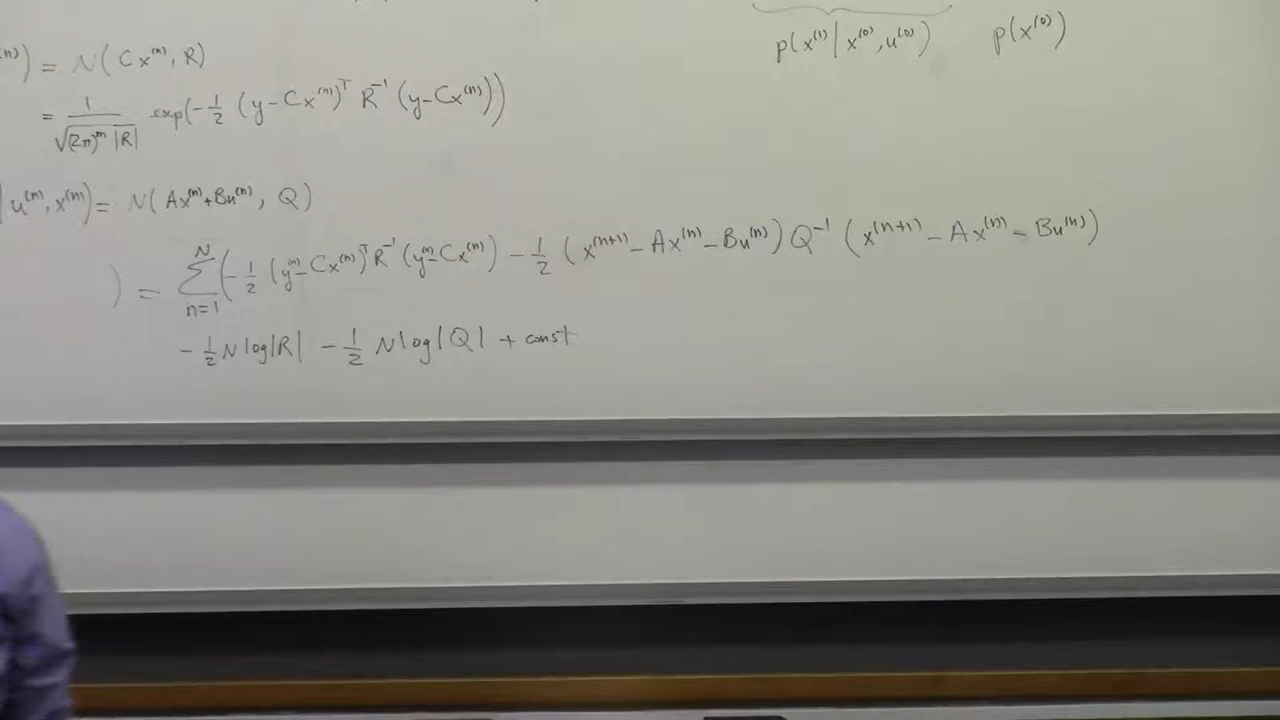 p(x⁽¹⁾ | x⁽⁰⁾, u⁽⁰⁾) p(x⁽⁰⁾)
⁽ⁿ⁾) = N(Cx⁽ⁿ⁾, R)
= 1/√((2π)ᵐ |R|) exp(-1/2 (y-Cx⁽ⁿ⁾)ᵀ R⁻¹ (y-Cx⁽ⁿ⁾))
| u⁽ⁿ⁾, x⁽ⁿ⁾) = N(Ax⁽ⁿ⁾+Bu⁽ⁿ⁾, Q)
) = ∑_{n=1}^{N} (-1/2 (y⁽ⁿ⁾-Cx⁽ⁿ⁾)ᵀ R⁻¹ (y⁽ⁿ⁾-Cx⁽ⁿ⁾) - 1/2 (x⁽ⁿ⁺¹⁾ - Ax⁽ⁿ⁾ - Bu⁽ⁿ⁾) Q⁻¹ (x⁽ⁿ⁺¹⁾ - Ax⁽ⁿ⁾ - Bu⁽ⁿ⁾)
- 1/2 N log|R| - 1/2 N log|Q| + const